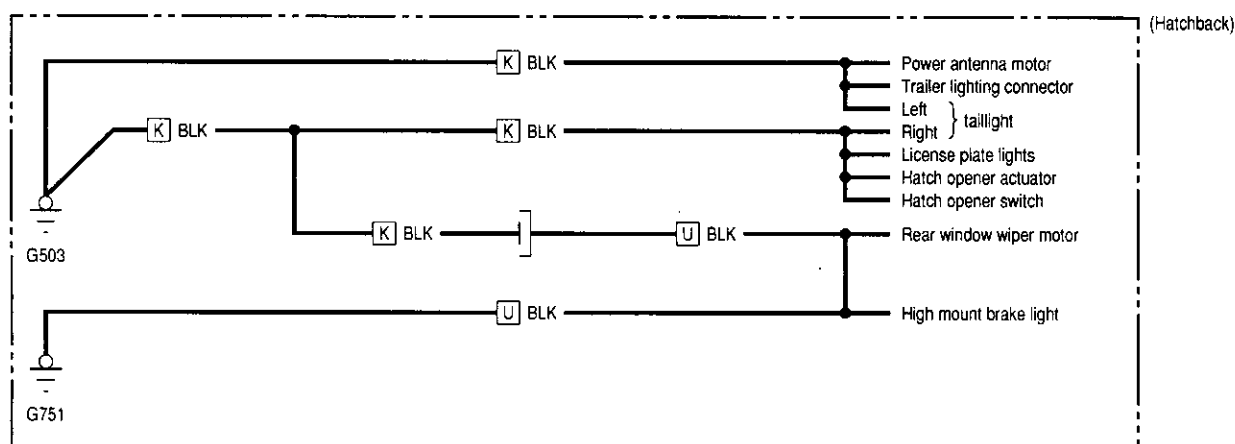 (Hatchback)
K BLK Power antenna motor
Trailer lighting connector
Left
} taillight
K BLK K BLK Right
License plate lights
Hatch opener actuator
Hatch opener switch
K BLK U BLK Rear window wiper motor
G503
U BLK High mount brake light
G751